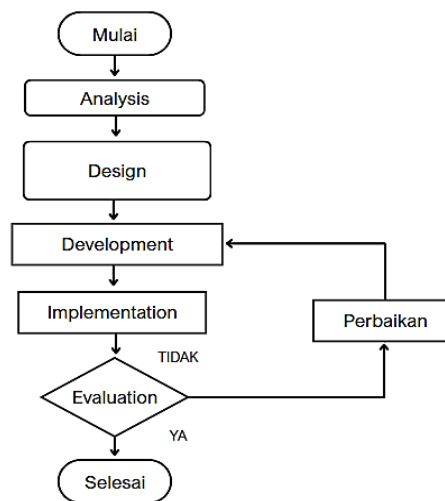 Mulai
Analysis
Design
Development
Implementation
Perbaikan
TIDAK
Evaluation
YA
Selesai